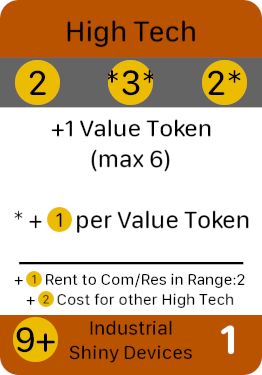 High Tech
2 *3* 2*
+1 Value Token
(max 6)
* + 1 per Value Token
+ 1 Rent to Com/Res in Range:2
+ 2 Cost for other High Tech
9+ Industrial 1
Shiny Devices